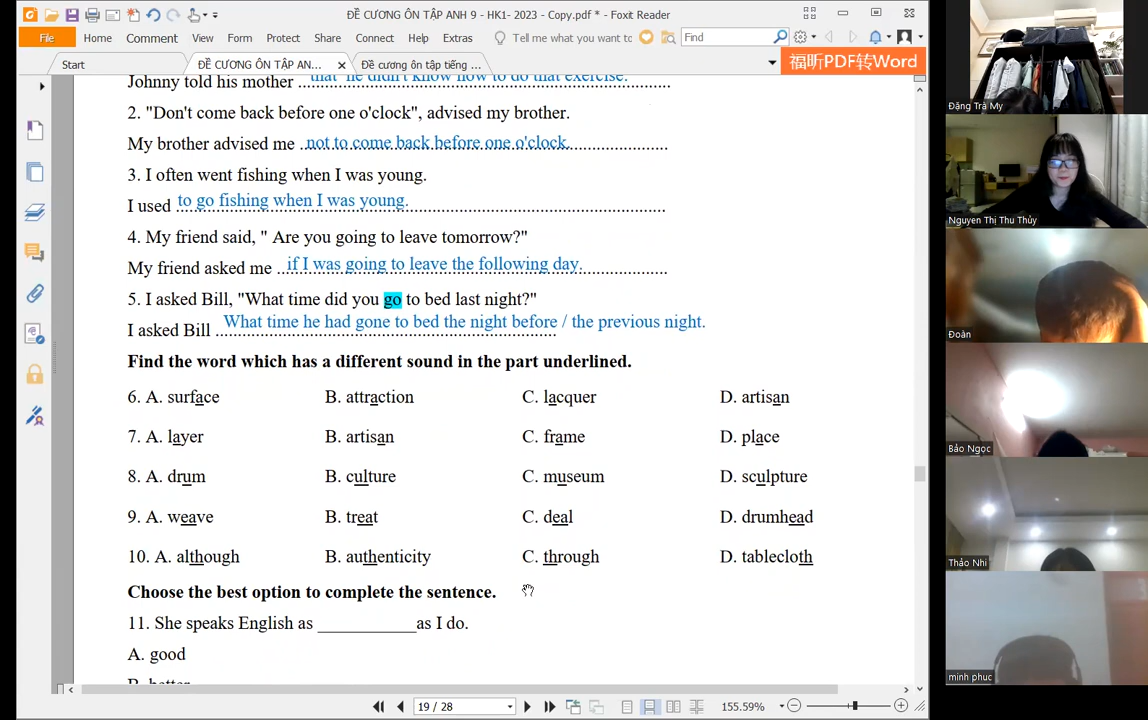 ĐỀ CƯƠNG ÔN TẬP ANH 9 - HK1- 2023 - Copy.pdf * - Foxit Reader
File Home Comment View Form Protect Share Connect Help Extras Tell me what you want to Find
Start ĐỀ CƯƠNG ÔN TẬP AN... Đề cương ôn tập tiếng ... 福昕PDF转Word
Johnny told his mother that he didn't know how to do that exercise.
2. "Don't come back before one o'clock", advised my brother.
My brother advised me not to come back before one o'clock.
3. I often went fishing when I was young.
I used to go fishing when I was young.
4. My friend said, " Are you going to leave tomorrow?"
My friend asked me if I was going to leave the following day.
5. I asked Bill, "What time did you go to bed last night?"
I asked Bill What time he had gone to bed the night before / the previous night.
Find the word which has a different sound in the part underlined.
6. A. surface B. attraction C. lacquer D. artisan
7. A. layer B. artisan C. frame D. place
8. A. drum B. culture C. museum D. sculpture
9. A. weave B. treat C. deal D. drumhead
10. A. although B. authenticity C. through D. tablecloth
Choose the best option to complete the sentence.
11. She speaks English as ___________as I do.
A. good
B. better
19 / 28 155.59%
Đặng Trà My
Nguyen Thị Thu Thủy
Đoàn
Bảo Ngọc
Thảo Nhi
minh phuc